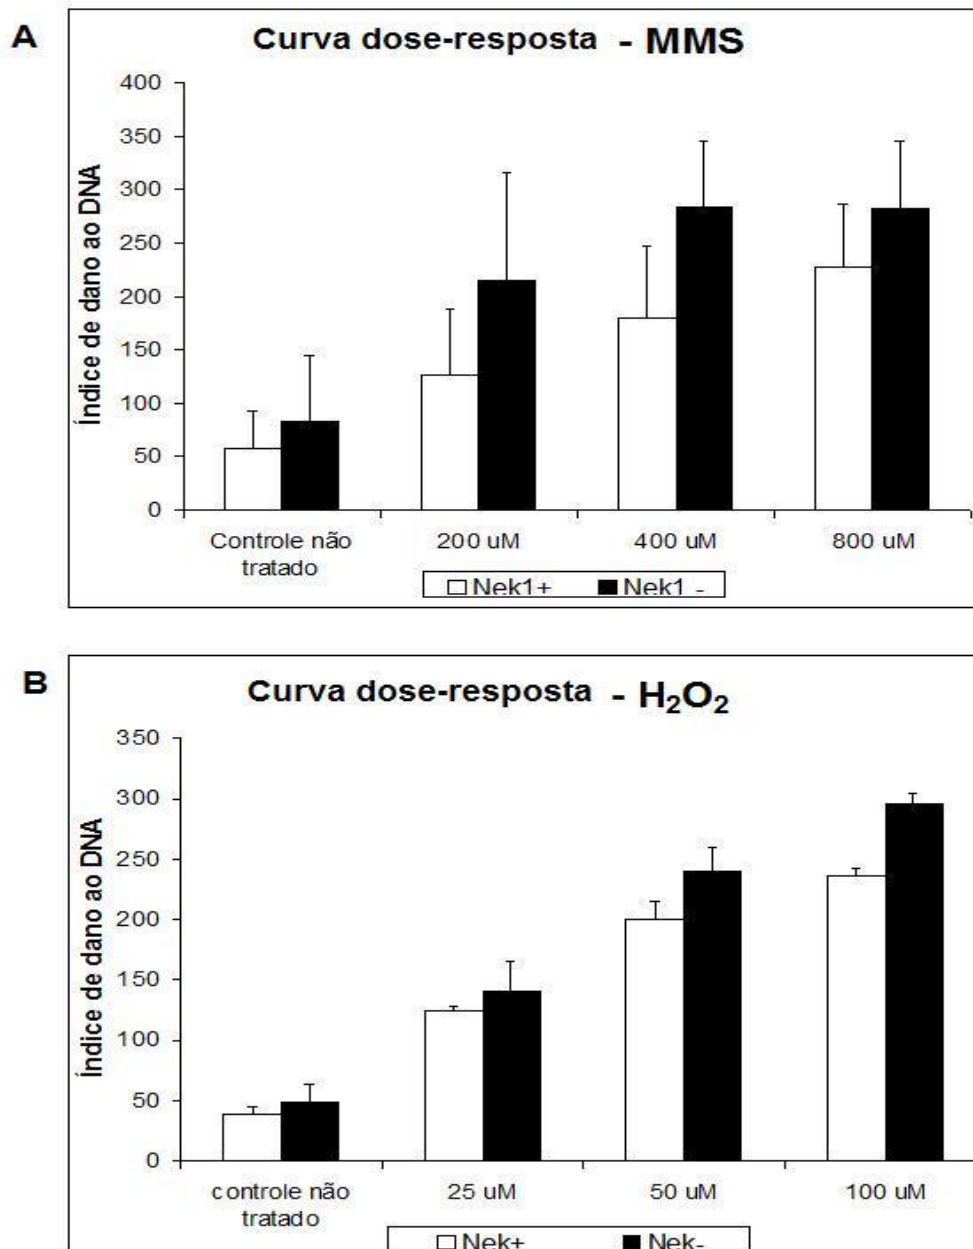 A
Curva dose-resposta - MMS
Índice de dano ao DNA
400
350
300
250
200
150
100
50
0
Controle não tratado
200 uM
400 uM
800 uM
Nek1+
Nek1 -
B
Curva dose-resposta - H₂O₂
Índice de dano ao DNA
350
300
250
200
150
100
50
0
controle não tratado
25 uM
50 uM
100 uM
Nek+
Nek-